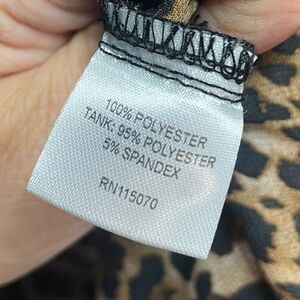 100% POLYESTER
TANK: 95% POLYESTER
5% SPANDEX
RN115070